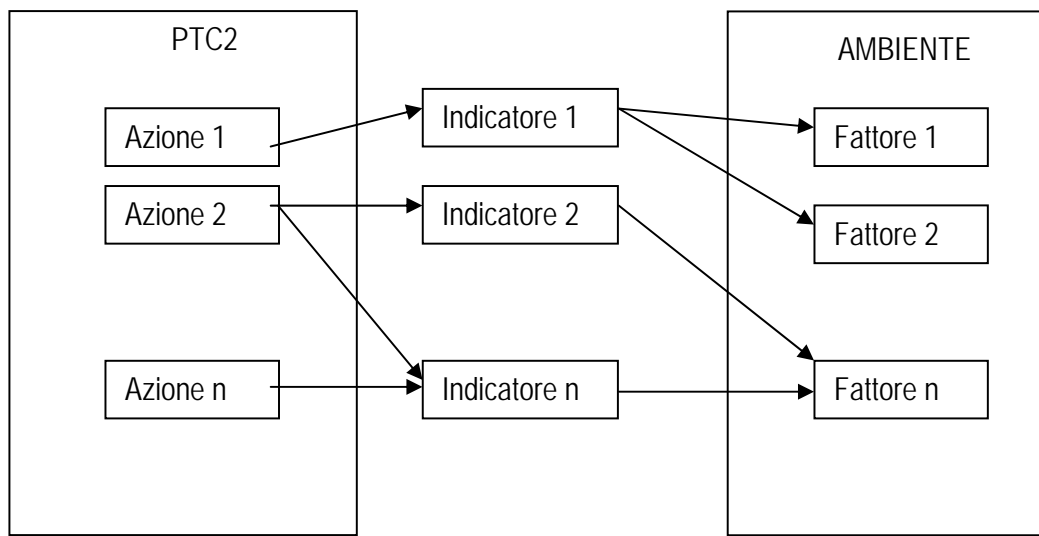 PTC2
Azione 1
Azione 2
Azione n
Indicatore 1
Indicatore 2
Indicatore n
AMBIENTE
Fattore 1
Fattore 2
Fattore n